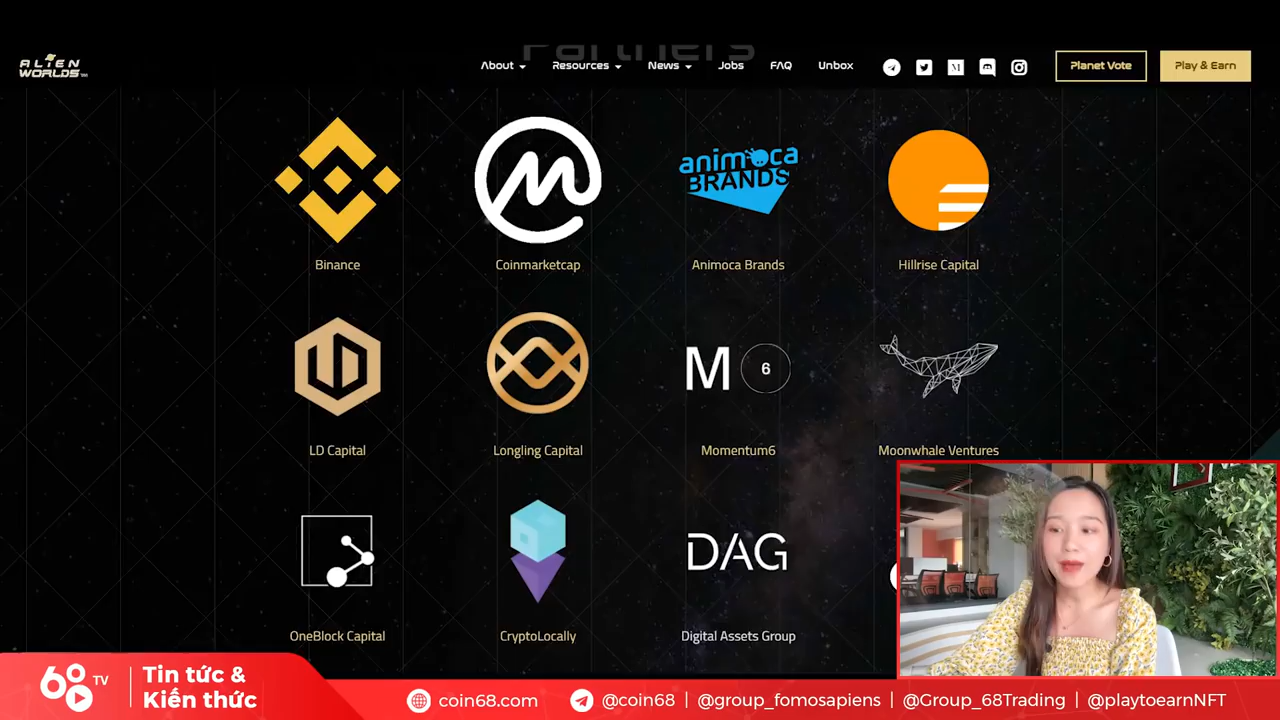 Partners
ALIEN
WORLDS
About
Resources
News
Jobs
FAQ
Unbox
Planet Vote
Play & Earn
animoca
BRANDS
Binance
Coinmarketcap
Animoca Brands
Hillrise Capital
M 6
LD Capital
Longling Capital
Momentum6
Moonwhale Ventures
DAG
OneBlock Capital
CryptoLocally
Digital Assets Group
68 TV
Tin tức &
Kiến thức
coin68.com
@coin68 | @group_fomosapiens | @Group_68Trading | @playtoearnNFT